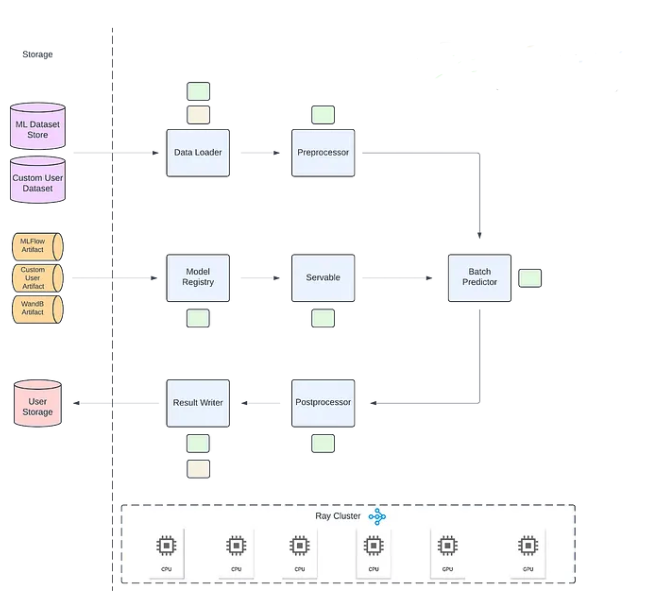 Storage
ML Dataset
Store
Custom User
Dataset
Data Loader
Preprocessor
MLFlow
Artifact
Custom
User
Artifact
WandB
Artifact
Model
Registry
Servable
Batch
Predictor
User
Storage
Result Writer
Postprocessor
Ray Cluster
CPU
CPU
CPU
CPU
GPU
GPU